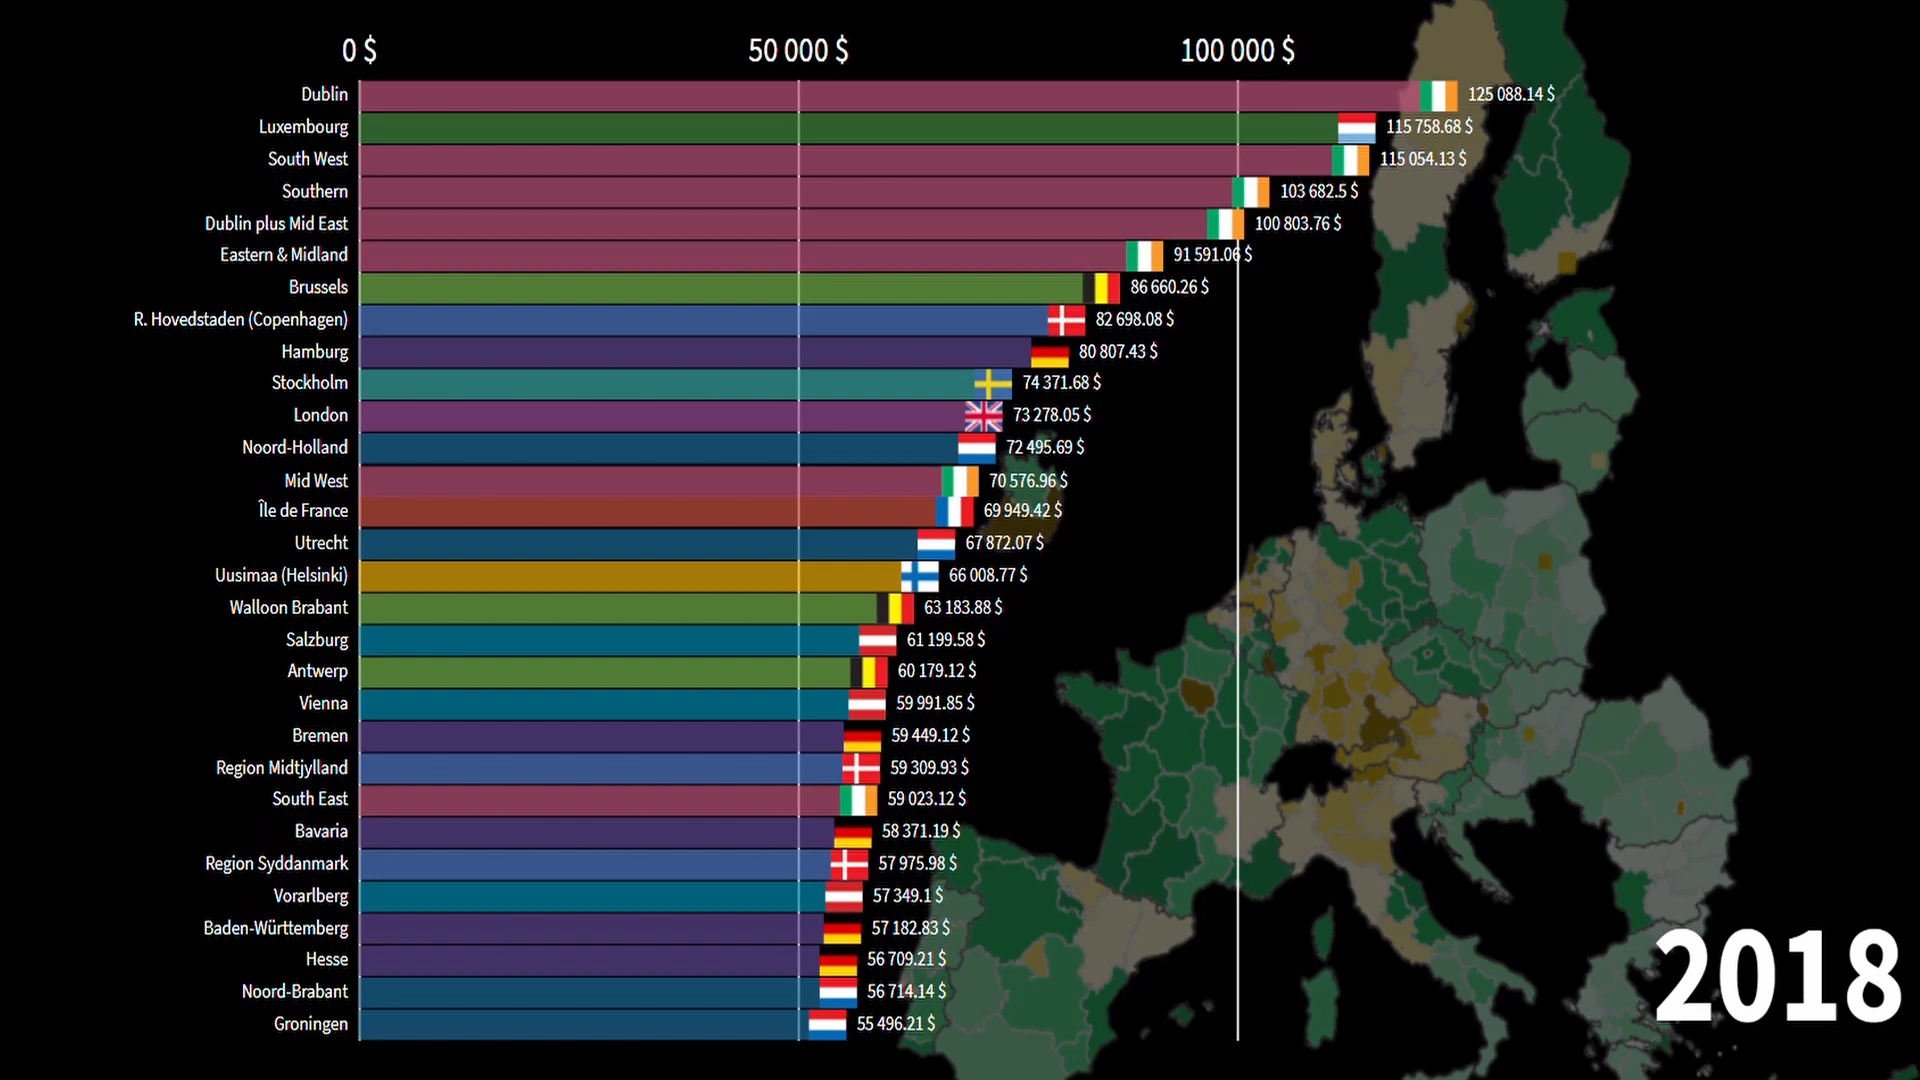 0 $ 50 000 $ 100 000 $
Dublin 125 088.14 $
Luxembourg 115 758.68 $
South West 115 054.13 $
Southern 103 682.5 $
Dublin plus Mid East 100 803.76 $
Eastern & Midland 91 591.06 $
Brussels 86 660.26 $
R. Hovedstaden (Copenhagen) 82 698.08 $
Hamburg 80 807.43 $
Stockholm 74 371.68 $
London 73 278.05 $
Noord-Holland 72 495.69 $
Mid West 70 576.96 $
Île de France 69 949.42 $
Utrecht 67 872.07 $
Uusimaa (Helsinki) 66 008.77 $
Walloon Brabant 63 183.88 $
Salzburg 61 199.58 $
Antwerp 60 179.12 $
Vienna 59 991.85 $
Bremen 59 449.12 $
Region Midtjylland 59 309.93 $
South East 59 023.12 $
Bavaria 58 371.19 $
Region Syddanmark 57 975.98 $
Vorarlberg 57 349.1 $
Baden-Württemberg 57 182.83 $
Hesse 56 709.21 $
Noord-Brabant 56 714.14 $
Groningen 55 496.21 $
2018